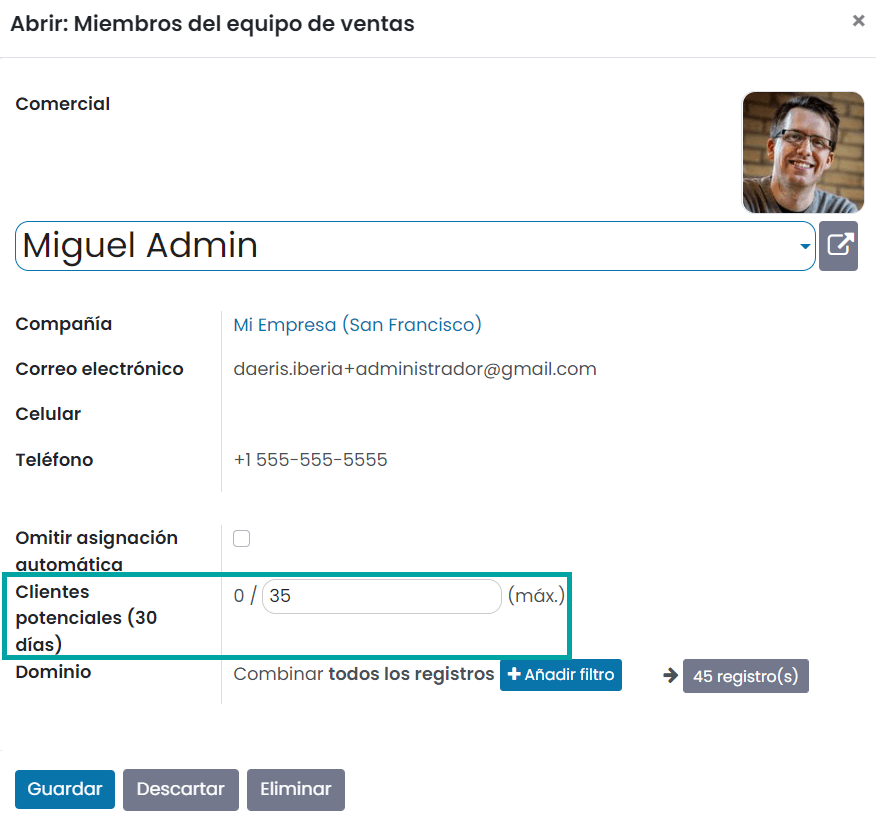 Abrir: Miembros del equipo de ventas ×
Comercial
Miguel Admin
Compañía Mi Empresa (San Francisco)
Correo electrónico daeris.iberia+administrador@gmail.com
Celular
Teléfono +1 555-555-5555
Omitir asignación
automática
Clientes 0 / 35 (máx.)
potenciales (30
días)
Dominio Combinar todos los registros + Añadir filtro → 45 registro(s)
Guardar Descartar Eliminar